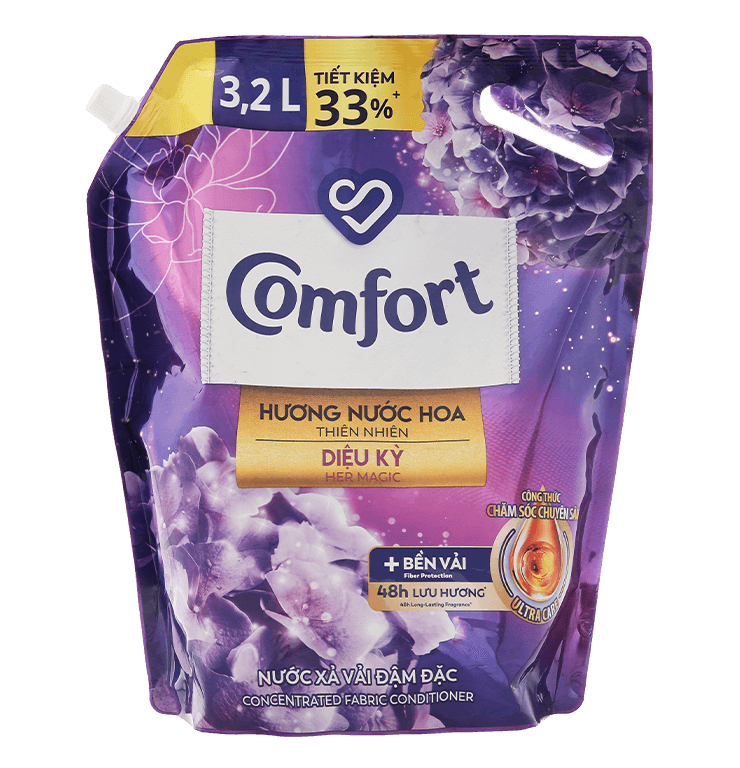 3,2 L
TIẾT KIỆM
33%+
Comfort
HƯƠNG NƯỚC HOA
THIÊN NHIÊN
DIỆU KỲ
HER MAGIC
CÔNG THỨC
CHĂM SÓC CHUYÊN SÂU
ULTRA CARE
+ BỀN VẢI
Fiber Protection
48h LƯU HƯƠNG*
48h Long-Lasting Fragrance*
NƯỚC XẢ VẢI ĐẬM ĐẶC
CONCENTRATED FABRIC CONDITIONER